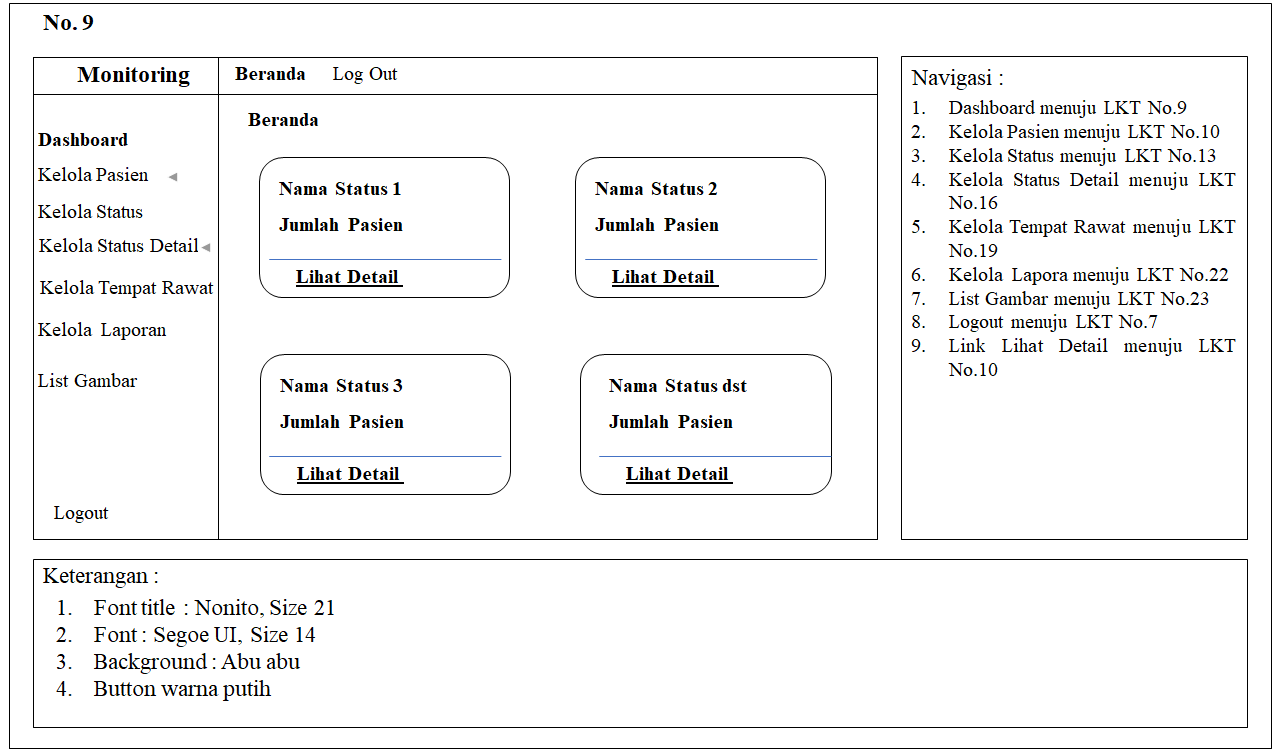 No. 9
Monitoring
Beranda Log Out
Dashboard
Kelola Pasien
Kelola Status
Kelola Status Detail
Kelola Tempat Rawat
Kelola Laporan
List Gambar
Logout
Beranda
Nama Status 1
Jumlah Pasien
Lihat Detail
Nama Status 2
Jumlah Pasien
Lihat Detail
Nama Status 3
Jumlah Pasien
Lihat Detail
Nama Status dst
Jumlah Pasien
Lihat Detail
Navigasi :
1. Dashboard menuju LKT No.9
2. Kelola Pasien menuju LKT No.10
3. Kelola Status menuju LKT No.13
4. Kelola Status Detail menuju LKT
No.16
5. Kelola Tempat Rawat menuju LKT
No.19
6. Kelola Lapora menuju LKT No.22
7. List Gambar menuju LKT No.23
8. Logout menuju LKT No.7
9. Link Lihat Detail menuju LKT
No.10
Keterangan :
1. Font title : Nonito, Size 21
2. Font : Segoe UI, Size 14
3. Background : Abu abu
4. Button warna putih